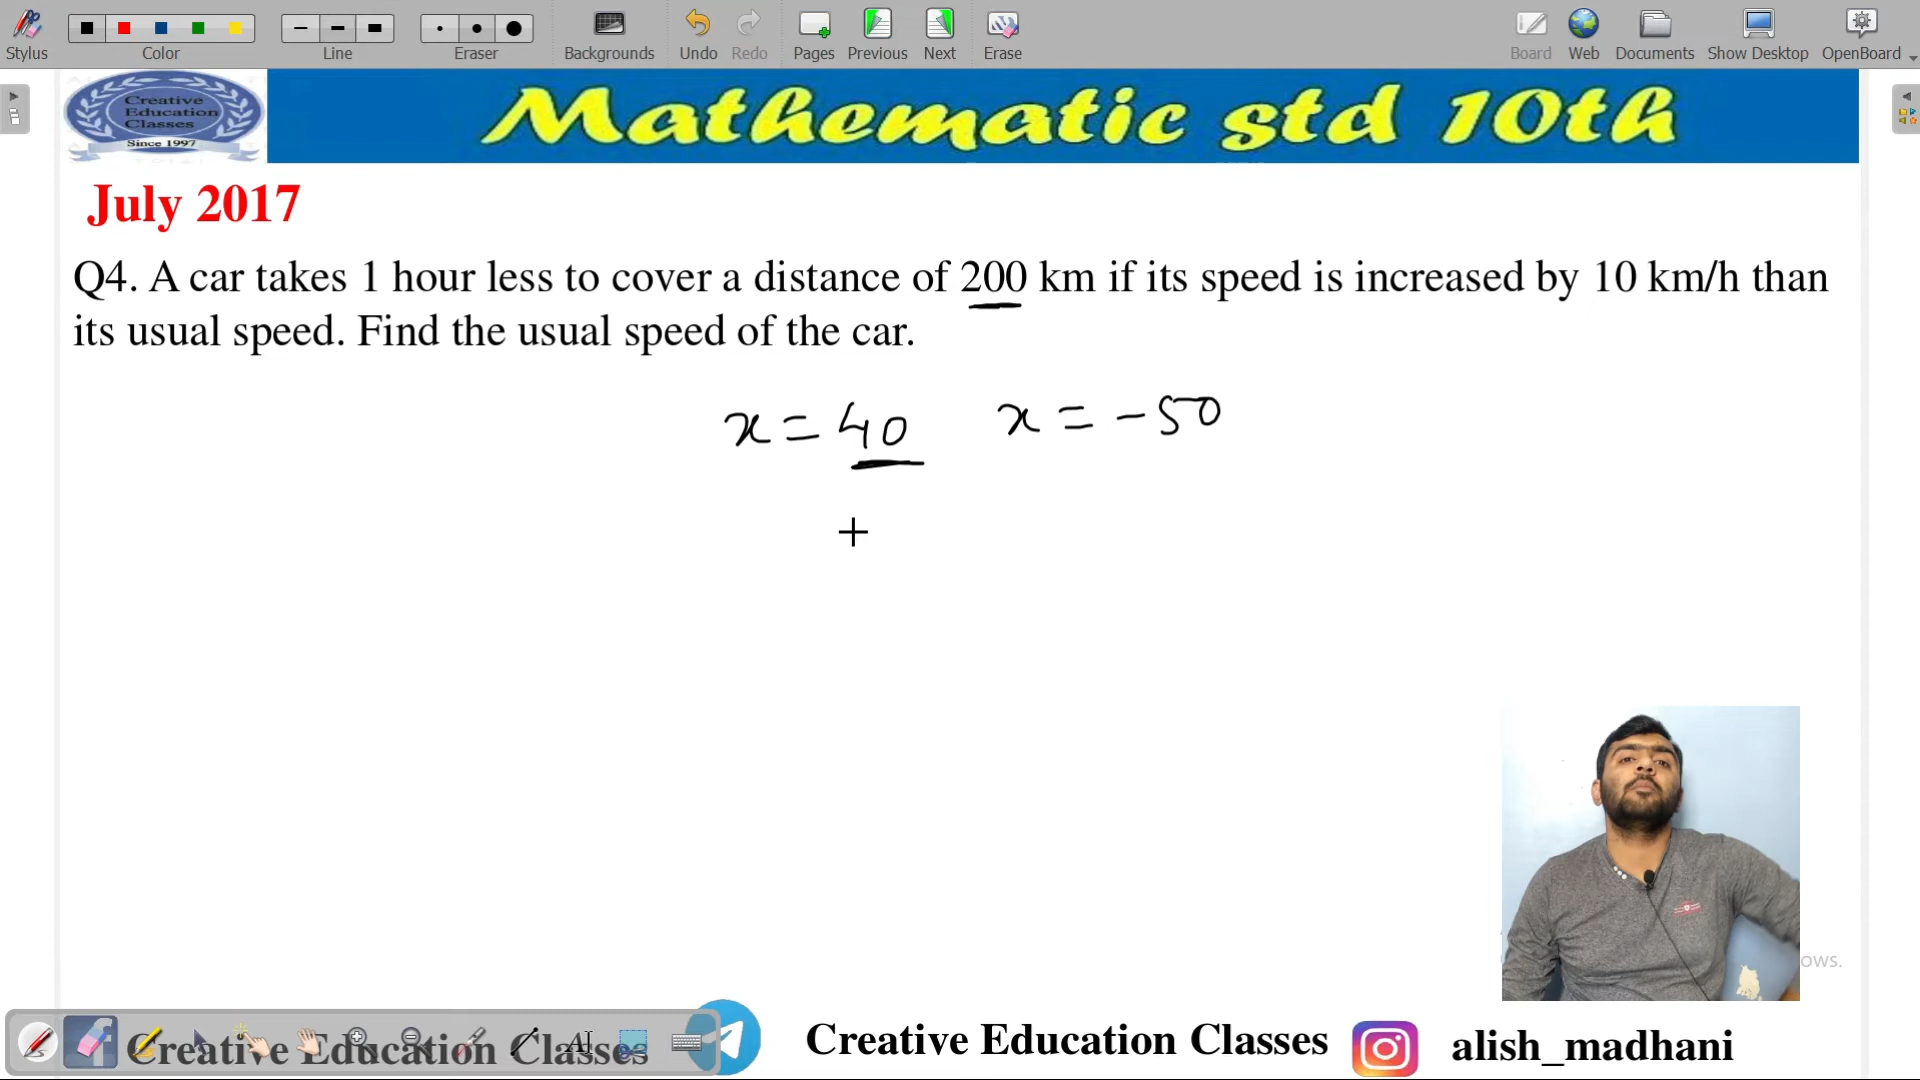 Stylus Color Line Eraser Backgrounds Undo Redo Pages Previous Next Erase Board Web Documents Show Desktop OpenBoard
Creative
Education
Classes
Since 1997
Mathematic std 10th
July 2017
Q4. A car takes 1 hour less to cover a distance of 200 km if its speed is increased by 10 km/h than
its usual speed. Find the usual speed of the car.
x = 40 x = -50
+
ows.
Creative Education Classes
Creative Education Classes
alish_madhani